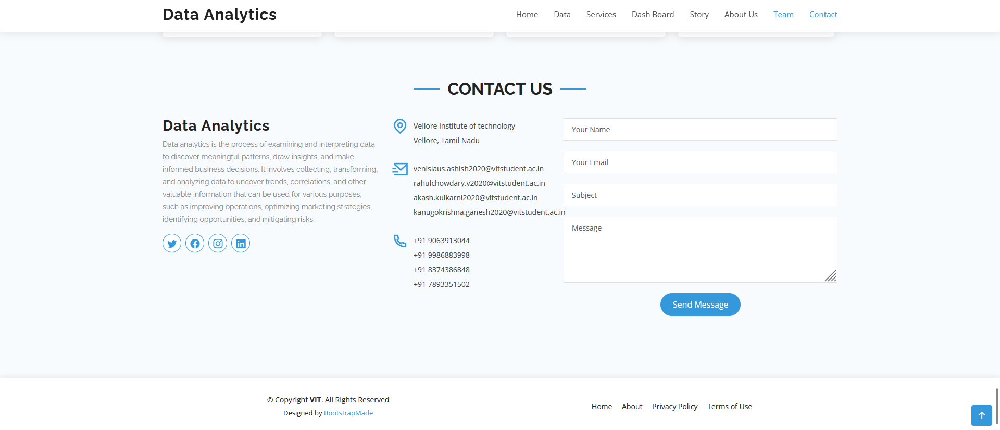 Data Analytics
Home Data Services Dash Board Story About Us Team Contact
CONTACT US
Data Analytics
Data analytics is the process of examining and interpreting data
to discover meaningful patterns, draw insights, and make
informed business decisions. It involves collecting, transforming,
and analyzing data to uncover trends, correlations, and other
valuable information that can be used for various purposes,
such as improving operations, optimizing marketing strategies,
identifying opportunities, and mitigating risks.
Vellore Institute of technology
Vellore, Tamil Nadu
venislaus.ashish2020@vitstudent.ac.in
rahulchowdary.v2020@vitstudent.ac.in
akash.kulkarni2020@vitstudent.ac.in
kanugokrishna.ganesh2020@vitstudent.ac.in
+91 9063913044
+91 9986883998
+91 8374386848
+91 7893351502
Your Name
Your Email
Subject
Message
Send Message
© Copyright VIT. All Rights Reserved
Designed by BootstrapMade
Home About Privacy Policy Terms of Use